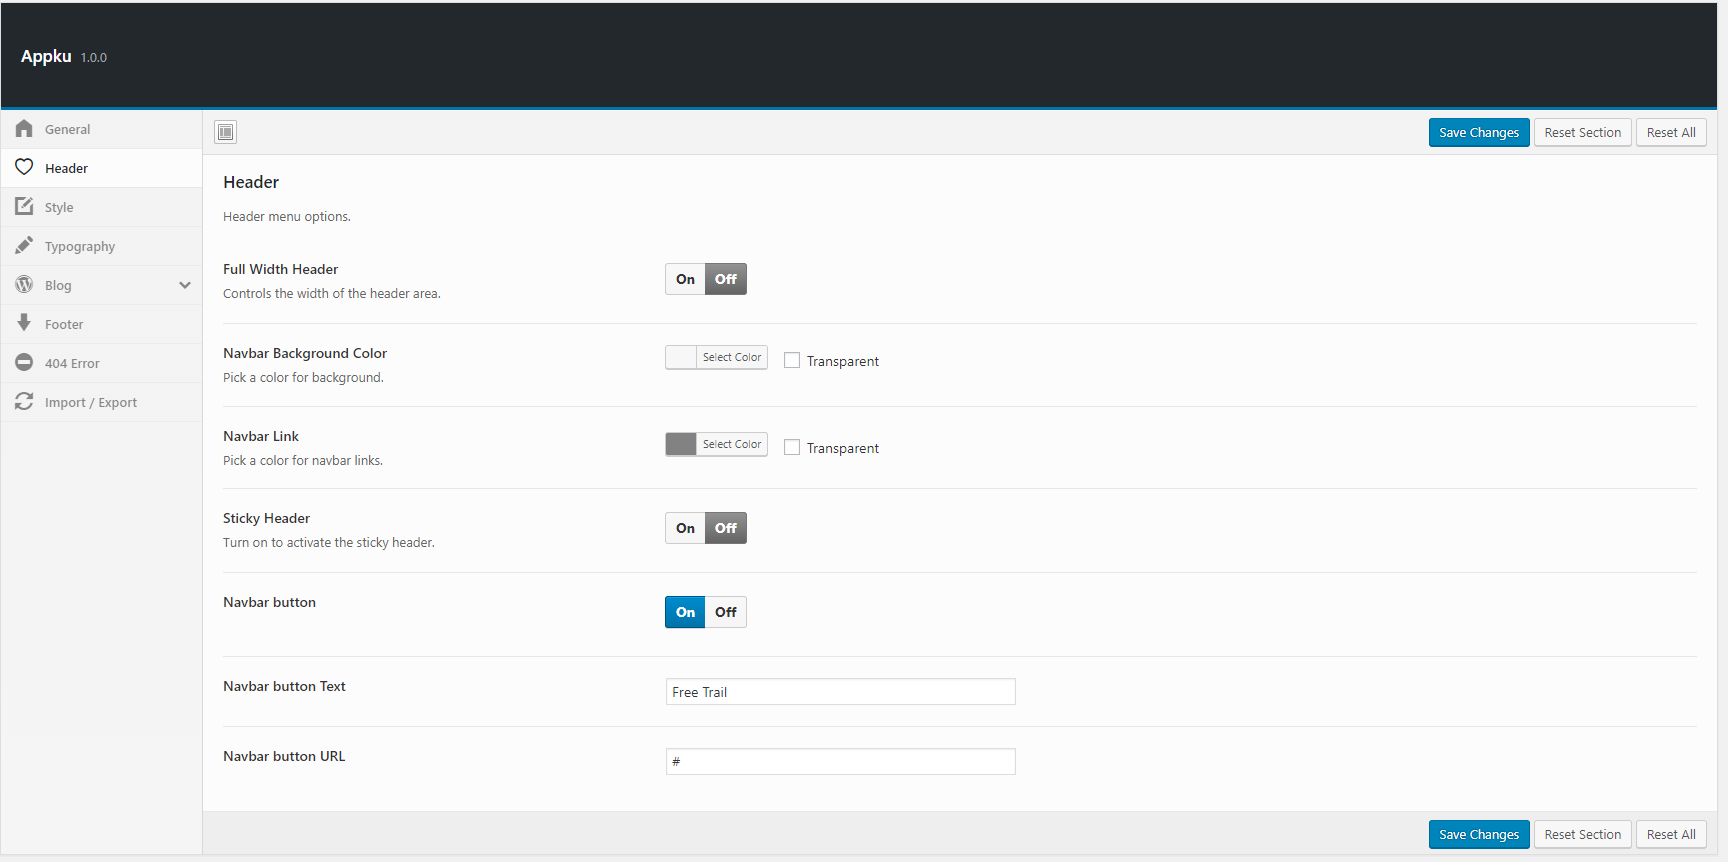 Appku 1.0.0
General
Header
Style
Typography
Blog
Footer
404 Error
Import / Export
Save Changes Reset Section Reset All
Header
Header menu options.
Full Width Header
Controls the width of the header area.
On Off
Navbar Background Color
Pick a color for background.
Select Color Transparent
Navbar Link
Pick a color for navbar links.
Select Color Transparent
Sticky Header
Turn on to activate the sticky header.
On Off
Navbar button
On Off
Navbar button Text
Free Trail
Navbar button URL
#
Save Changes Reset Section Reset All